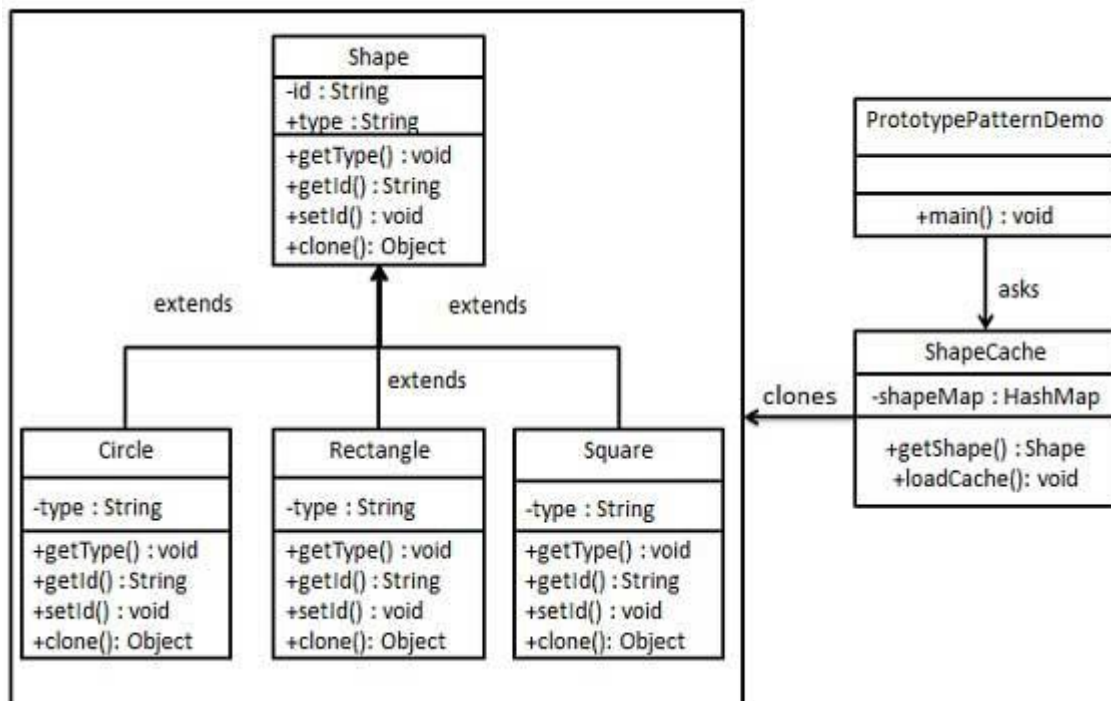 Shape
-id : String
+type : String
+getType() : void
+getId() : String
+setId() : void
+clone(): Object
extends
extends
extends
Circle
-type : String
+getType() : void
+getId() : String
+setId() : void
+clone(): Object
Rectangle
-type : String
+getType() : void
+getId() : String
+setId() : void
+clone(): Object
Square
-type : String
+getType() : void
+getId() : String
+setId() : void
+clone(): Object
PrototypePatternDemo
+main() : void
asks
ShapeCache
-shapeMap : HashMap
+getShape() : Shape
+loadCache(): void
clones